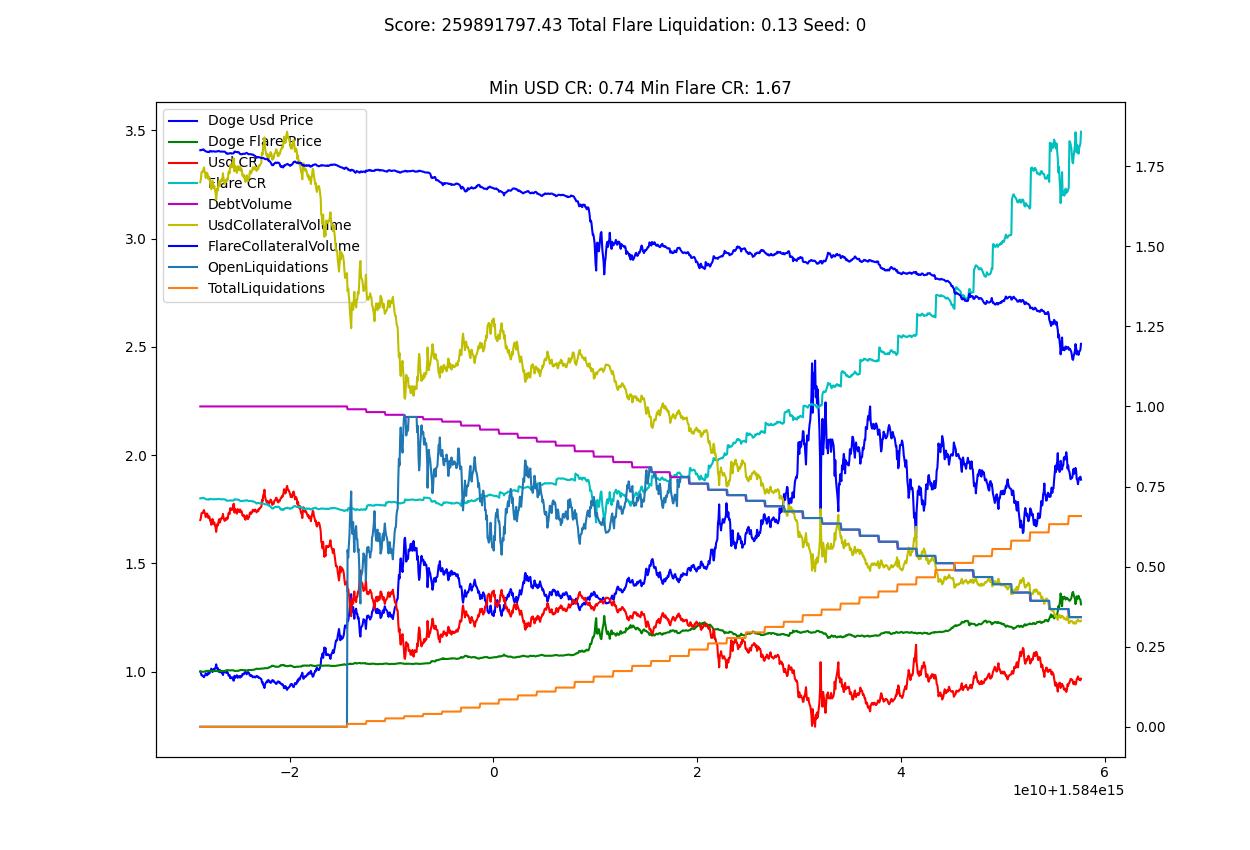 Score: 259891797.43 Total Flare Liquidation: 0.13 Seed: 0
Min USD CR: 0.74 Min Flare CR: 1.67
Doge Usd Price
Doge Flare Price
Usd CR
Flare CR
DebtVolume
UsdCollateralVolume
FlareCollateralVolume
OpenLiquidations
TotalLiquidations
3.5
3.0
2.5
2.0
1.5
1.0
1.75
1.50
1.25
1.00
0.75
0.50
0.25
0.00
−2
0
2
4
6
1e10+1.584e15